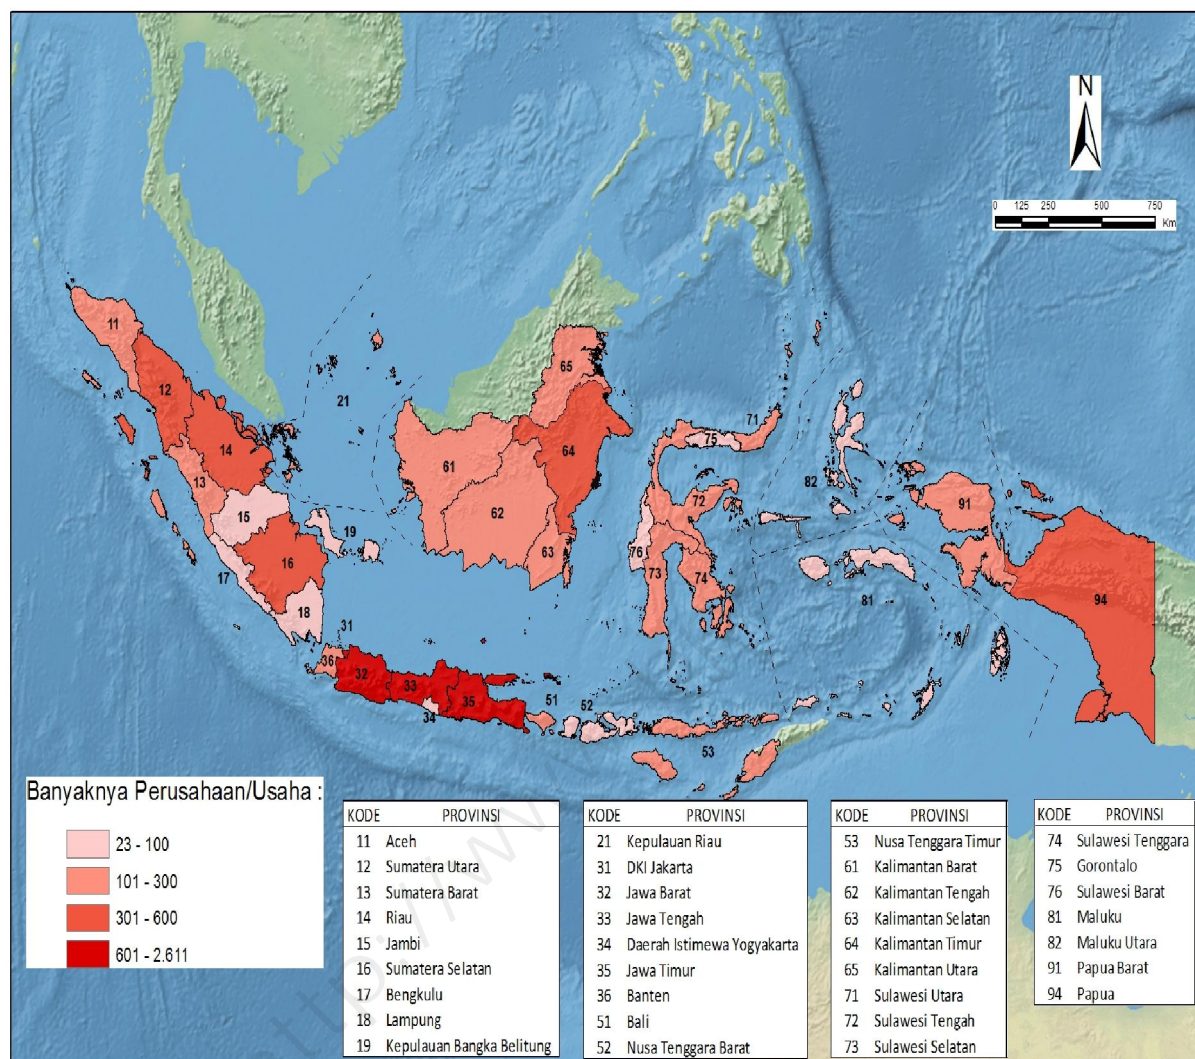 N
0 125 250 500 750
Km
11
12
13
14
15
16
17
18
19
21
31
36
32
33
34
35
51
52
53
61
62
63
64
65
71
72
73
74
75
76
81
82
91
94
Banyaknya Perusahaan/Usaha :
23 - 100
101 - 300
301 - 600
601 - 2.611
KODE PROVINSI
11 Aceh
12 Sumatera Utara
13 Sumatera Barat
14 Riau
15 Jambi
16 Sumatera Selatan
17 Bengkulu
18 Lampung
19 Kepulauan Bangka Belitung
KODE PROVINSI
21 Kepulauan Riau
31 DKI Jakarta
32 Jawa Barat
33 Jawa Tengah
34 Daerah Istimewa Yogyakarta
35 Jawa Timur
36 Banten
51 Bali
52 Nusa Tenggara Barat
KODE PROVINSI
53 Nusa Tenggara Timur
61 Kalimantan Barat
62 Kalimantan Tengah
63 Kalimantan Selatan
64 Kalimantan Timur
65 Kalimantan Utara
71 Sulawesi Utara
72 Sulawesi Tengah
73 Sulawesi Selatan
KODE PROVINSI
74 Sulawesi Tenggara
75 Gorontalo
76 Sulawesi Barat
81 Maluku
82 Maluku Utara
91 Papua Barat
94 Papua